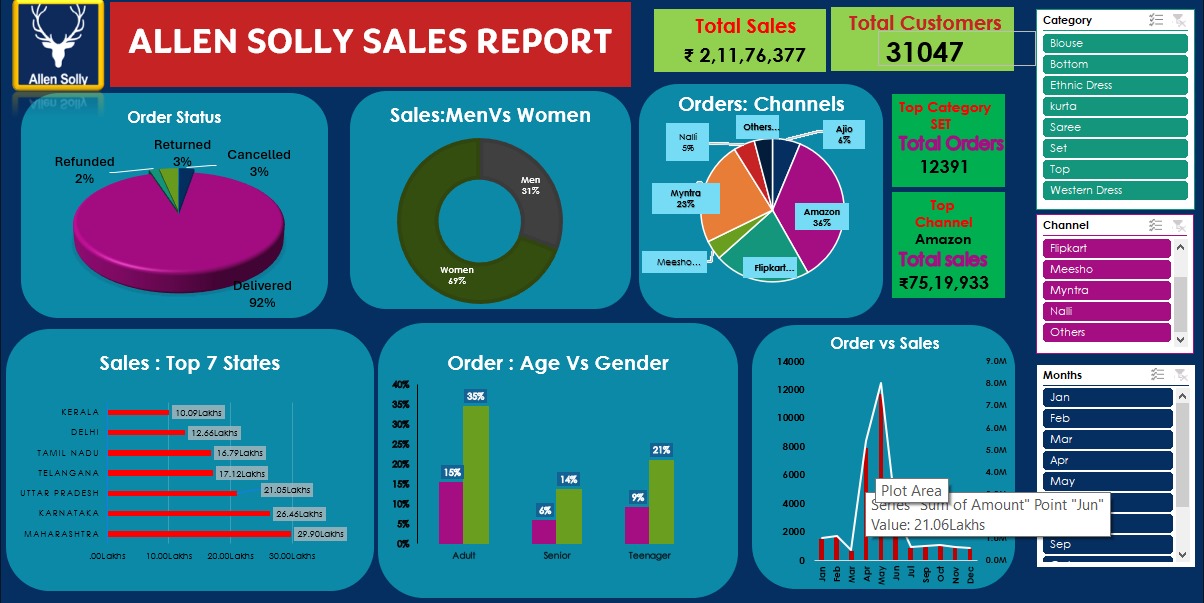 Allen Solly
ALLEN SOLLY SALES REPORT
Total Sales
₹ 2,11,76,377
Total Customers
31047
Category
Blouse
Bottom
Ethnic Dress
kurta
Saree
Set
Top
Western Dress
Order Status
Refunded
2%
Returned
3%
Cancelled
3%
Delivered
92%
Sales:MenVs Women
Men
31%
Women
69%
Orders: Channels
Nalli
5%
Others...
Ajio
6%
Myntra
23%
Amazon
36%
Meesho...
Flipkart...
Top Category
SET
Total Orders
12391
Top
Channel
Amazon
Total sales
₹75,19,933
Channel
Flipkart
Meesho
Myntra
Nalli
Others
Sales : Top 7 States
KERALA 10.09Lakhs
DELHI 12.66Lakhs
TAMIL NADU 16.79Lakhs
TELANGANA 17.12Lakhs
UTTAR PRADESH 21.05Lakhs
KARNATAKA 26.46Lakhs
MAHARASHTRA 29.90Lakhs
.00Lakhs 10.00Lakhs 20.00Lakhs 30.00Lakhs
Order : Age Vs Gender
40%
35%
30%
25%
20%
15%
10%
5%
0%
15% 35%
6% 14%
9% 21%
Adult Senior Teenager
Order vs Sales
14000
12000
10000
8000
6000
4000
2000
0
9.0M
8.0M
7.0M
6.0M
5.0M
4.0M
1.0M
0.0M
Jan Feb Mar Apr May Jun Jul Sep Oct Nov Dec
Plot Area
Series "Sum of Amount" Point "Jun"
Value: 21.06Lakhs
Months
Jan
Feb
Mar
Apr
May
Sep